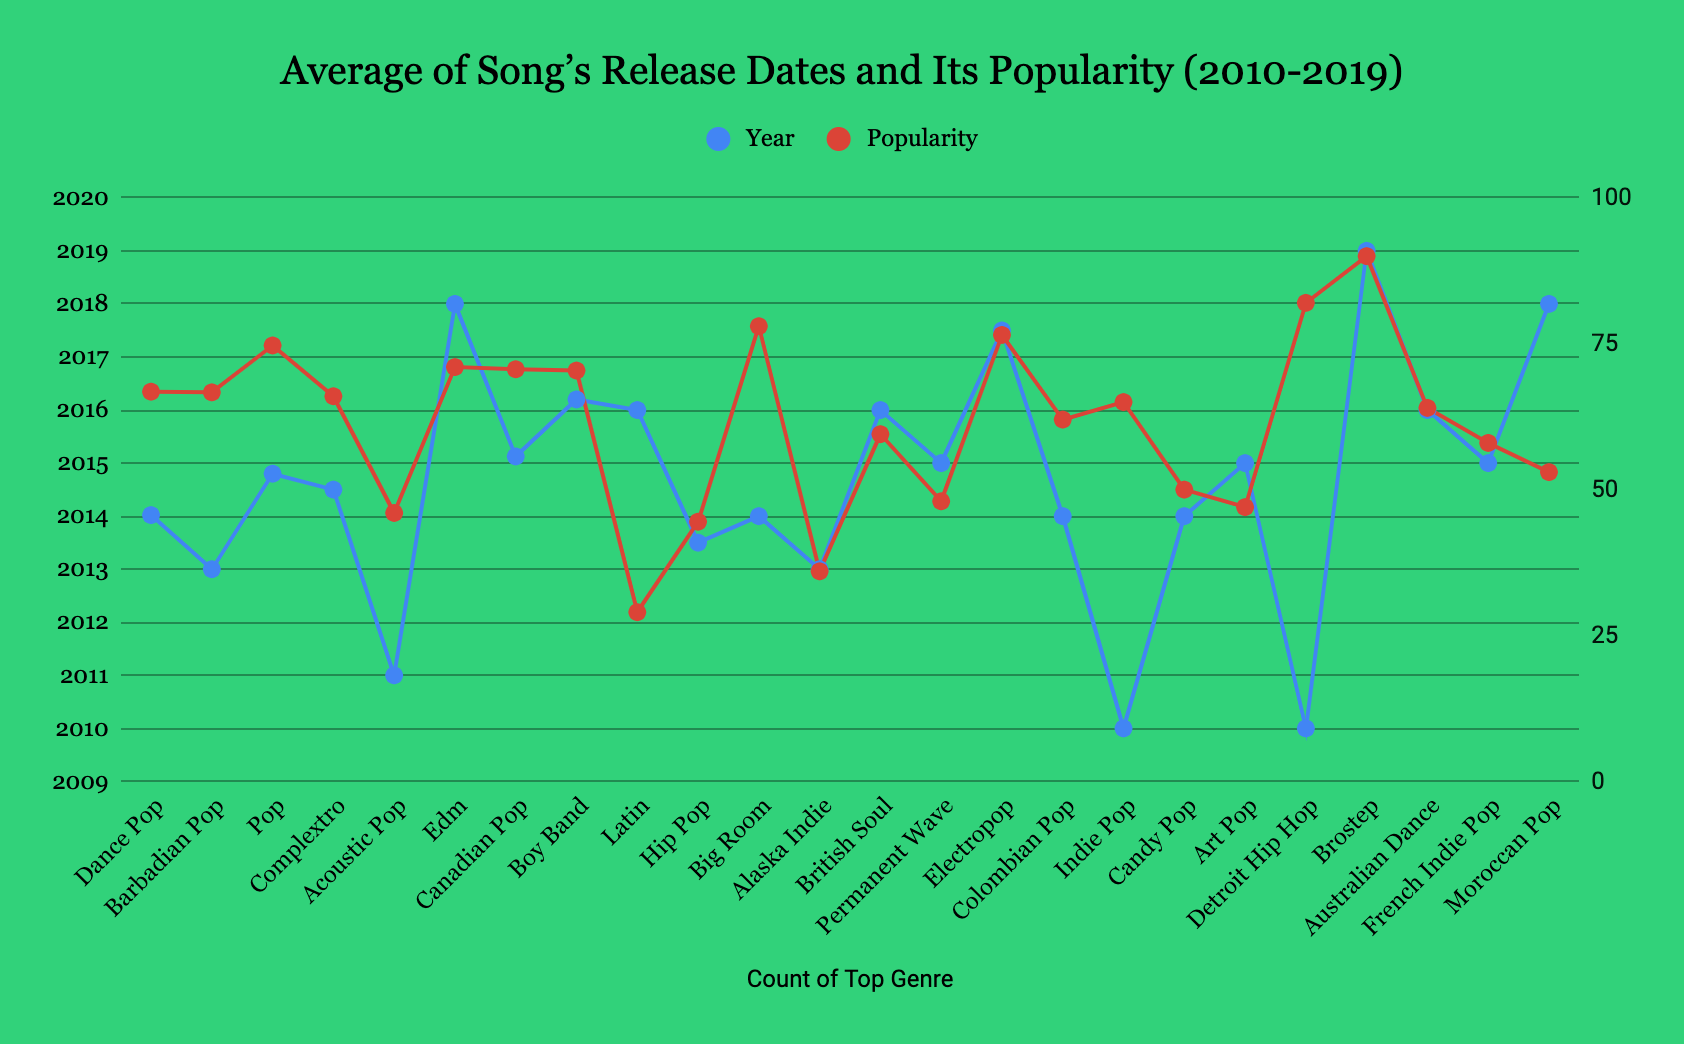 Average of Song’s Release Dates and Its Popularity (2010-2019)
Year Popularity
2020
2019
2018
2017
2016
2015
2014
2013
2012
2011
2010
2009
100
75
50
25
0
Dance Pop
Barbadian Pop
Pop
Complextro
Acoustic Pop
Edm
Canadian Pop
Boy Band
Latin
Hip Pop
Big Room
Alaska Indie
British Soul
Permanent Wave
Electropop
Colombian Pop
Indie Pop
Candy Pop
Art Pop
Detroit Hip Hop
Brostep
Australian Dance
French Indie Pop
Moroccan Pop
Count of Top Genre